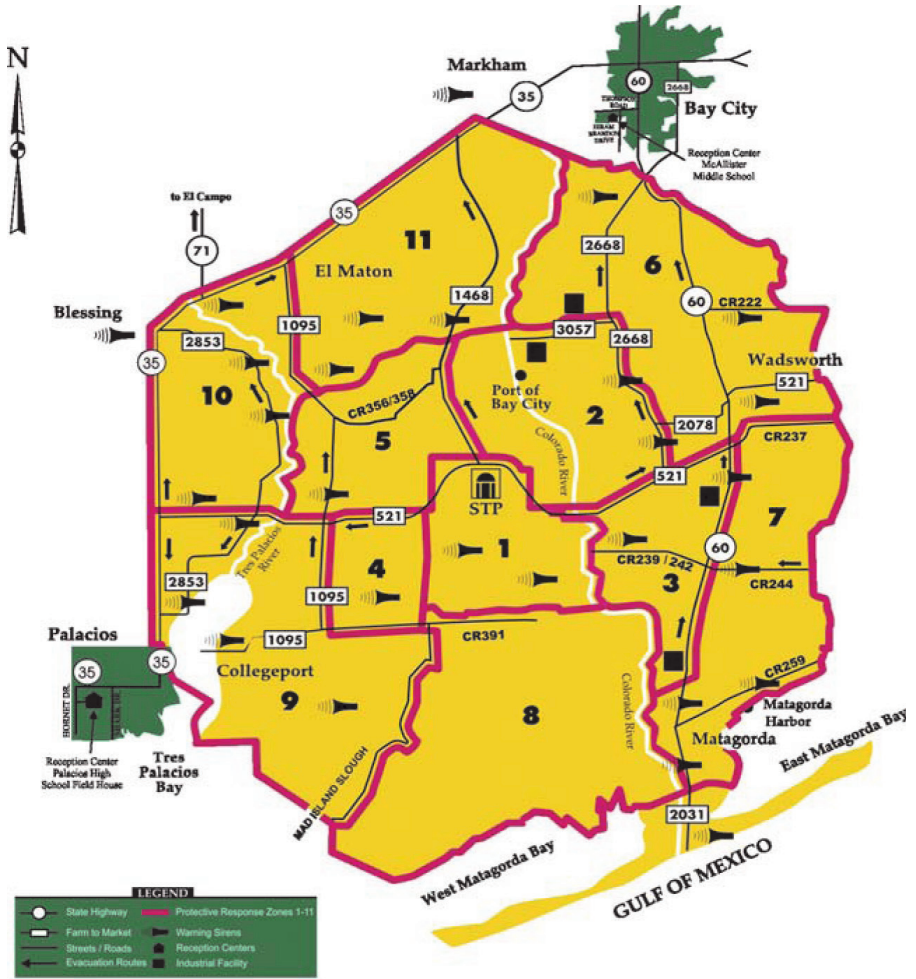 N
Markham
35
60
2668
Bay City
THOMPSON
ROAD
HIRAM
BRANDON
DRIVE
Reception Center
McAllister
Middle School
to El Campo
71
35
11
El Maton
2668
6
60
CR222
Blessing
1095
1468
3057
2668
35
2853
Wadsworth
521
10
Port of
Bay City
CR356/358
2
2078
5
Colorado
River
CR237
521
STP
521
7
Tres Palacios
River
1
60
CR239 / 242
4
2853
3
CR244
1095
Palacios
1095
CR391
35
35
Collegeport
CR259
HORNET DR.
SHARK DR.
9
8
Colorado River
Matagorda
Harbor
Matagorda
Reception Center
Palacios High
School Field House
Tres
Palacios
Bay
East Matagorda Bay
MAD ISLAND SLOUGH
2031
West Matagorda Bay
GULF OF MEXICO
LEGEND
State Highway
Protective Response Zones 1-11
Farm to Market
Warning Sirens
Streets / Roads
Reception Centers
Evacuation Routes
Industrial Facility